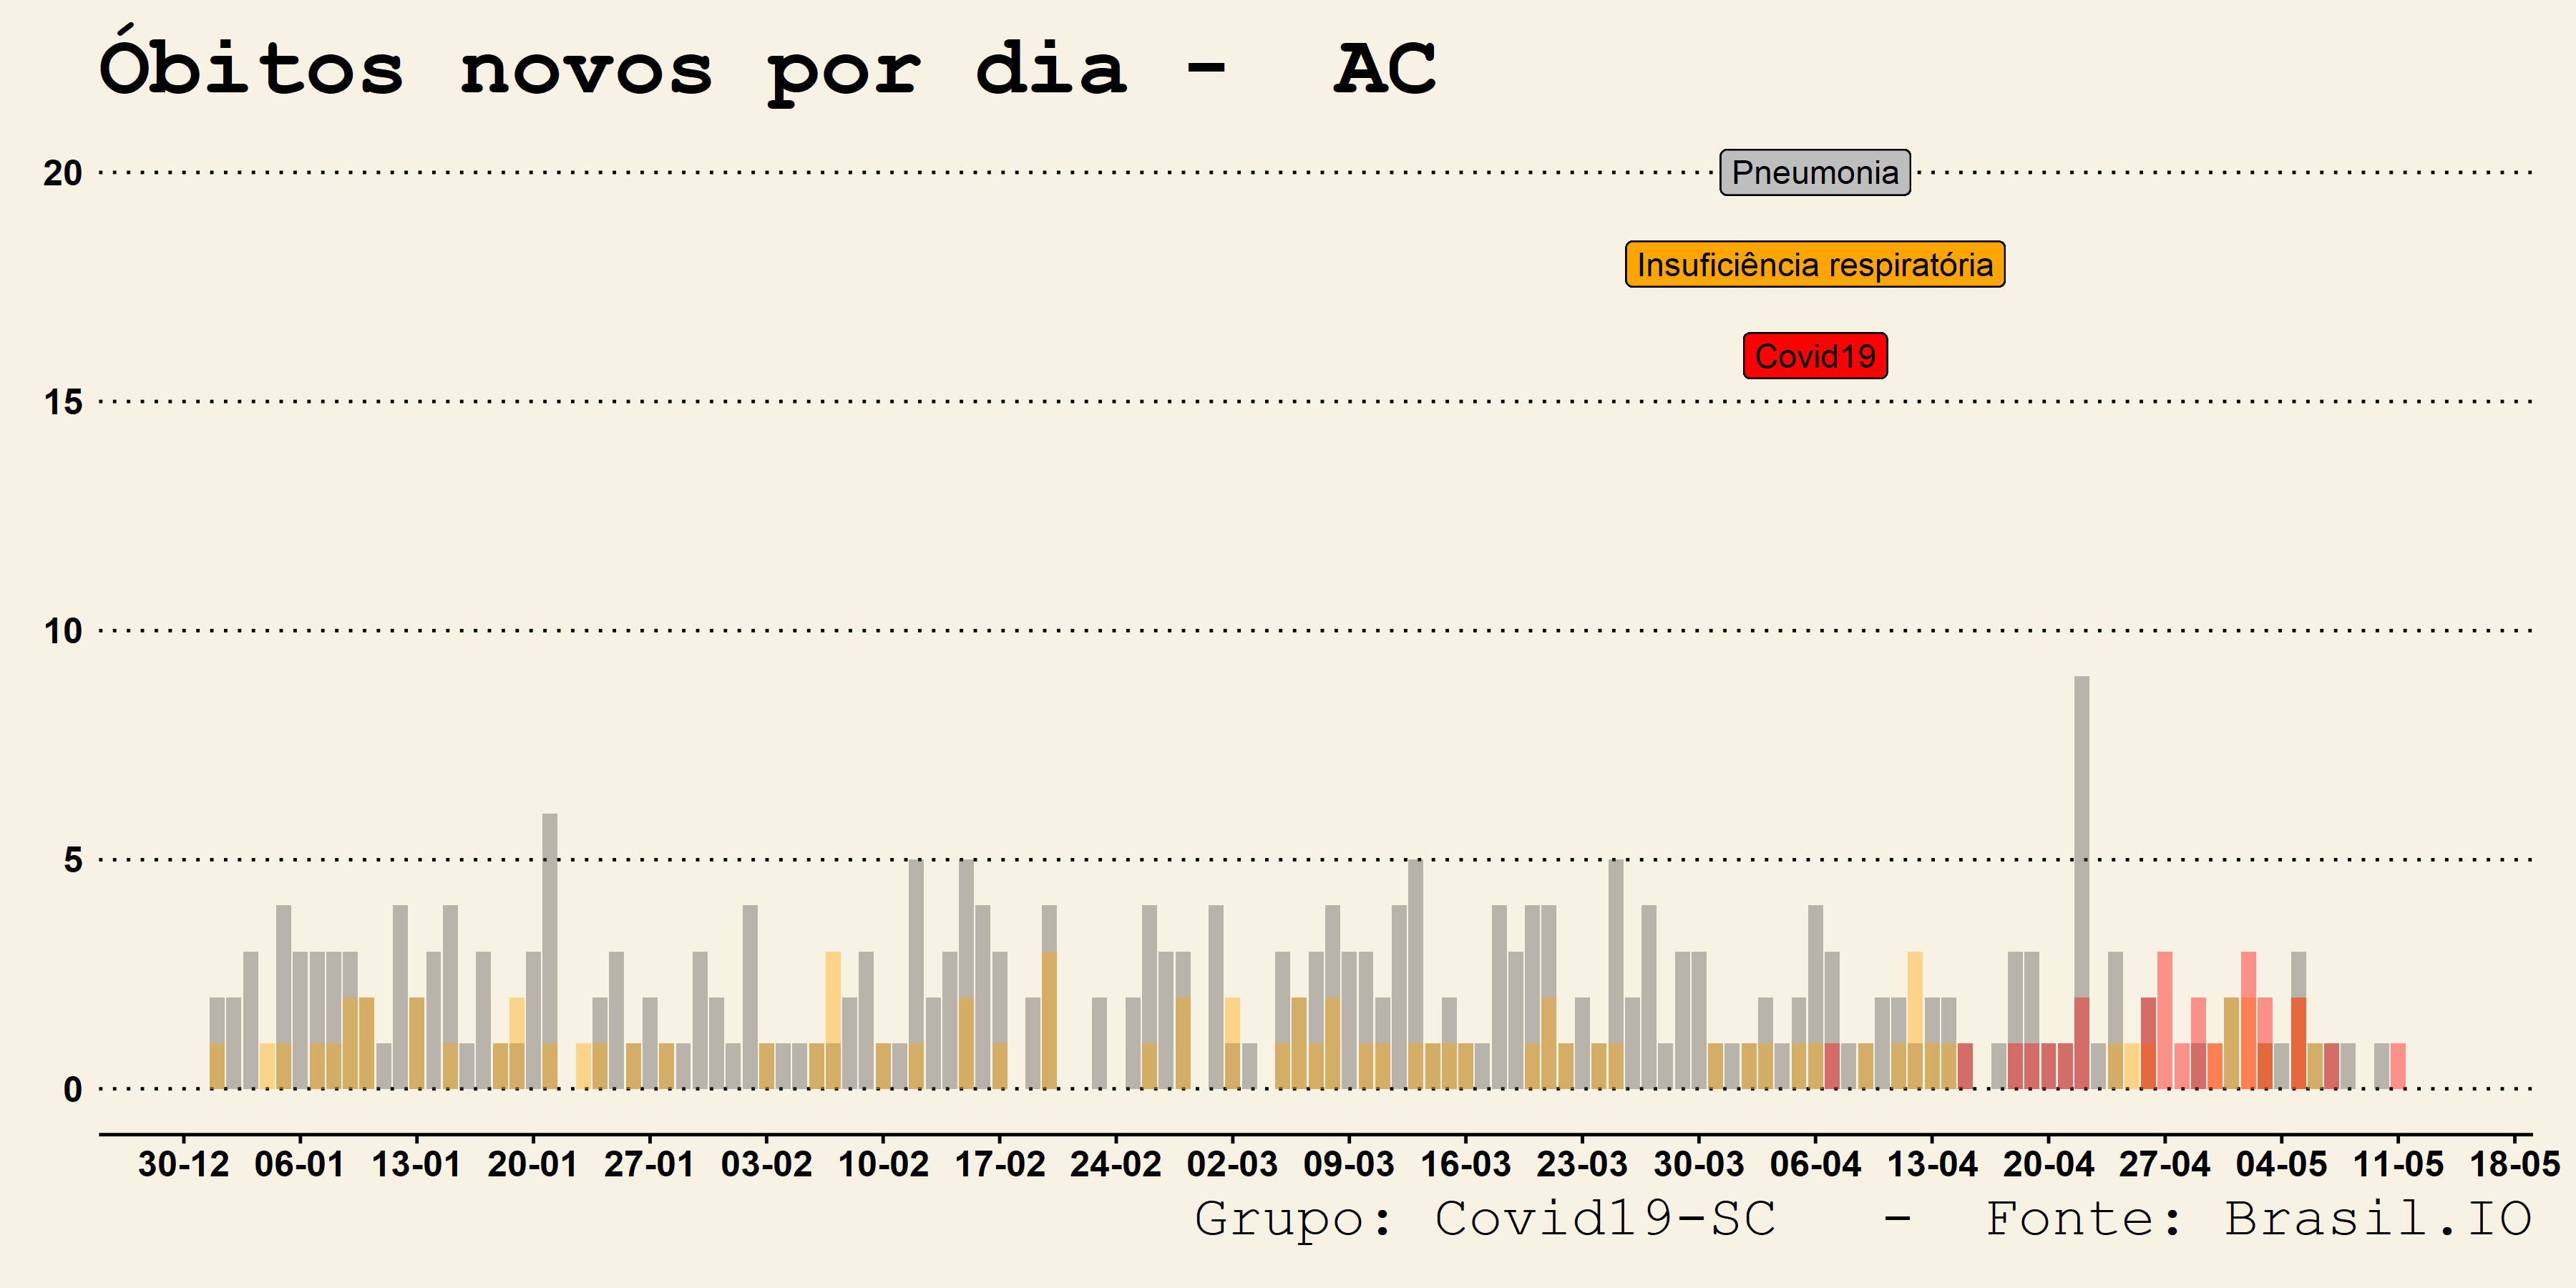 Óbitos novos por dia - AC
20
Pneumonia
Insuficiência respiratória
Covid19
15
10
5
0
30-12 06-01 13-01 20-01 27-01 03-02 10-02 17-02 24-02 02-03 09-03 16-03 23-03 30-03 06-04 13-04 20-04 27-04 04-05 11-05 18-05
Grupo: Covid19-SC - Fonte: Brasil.IO